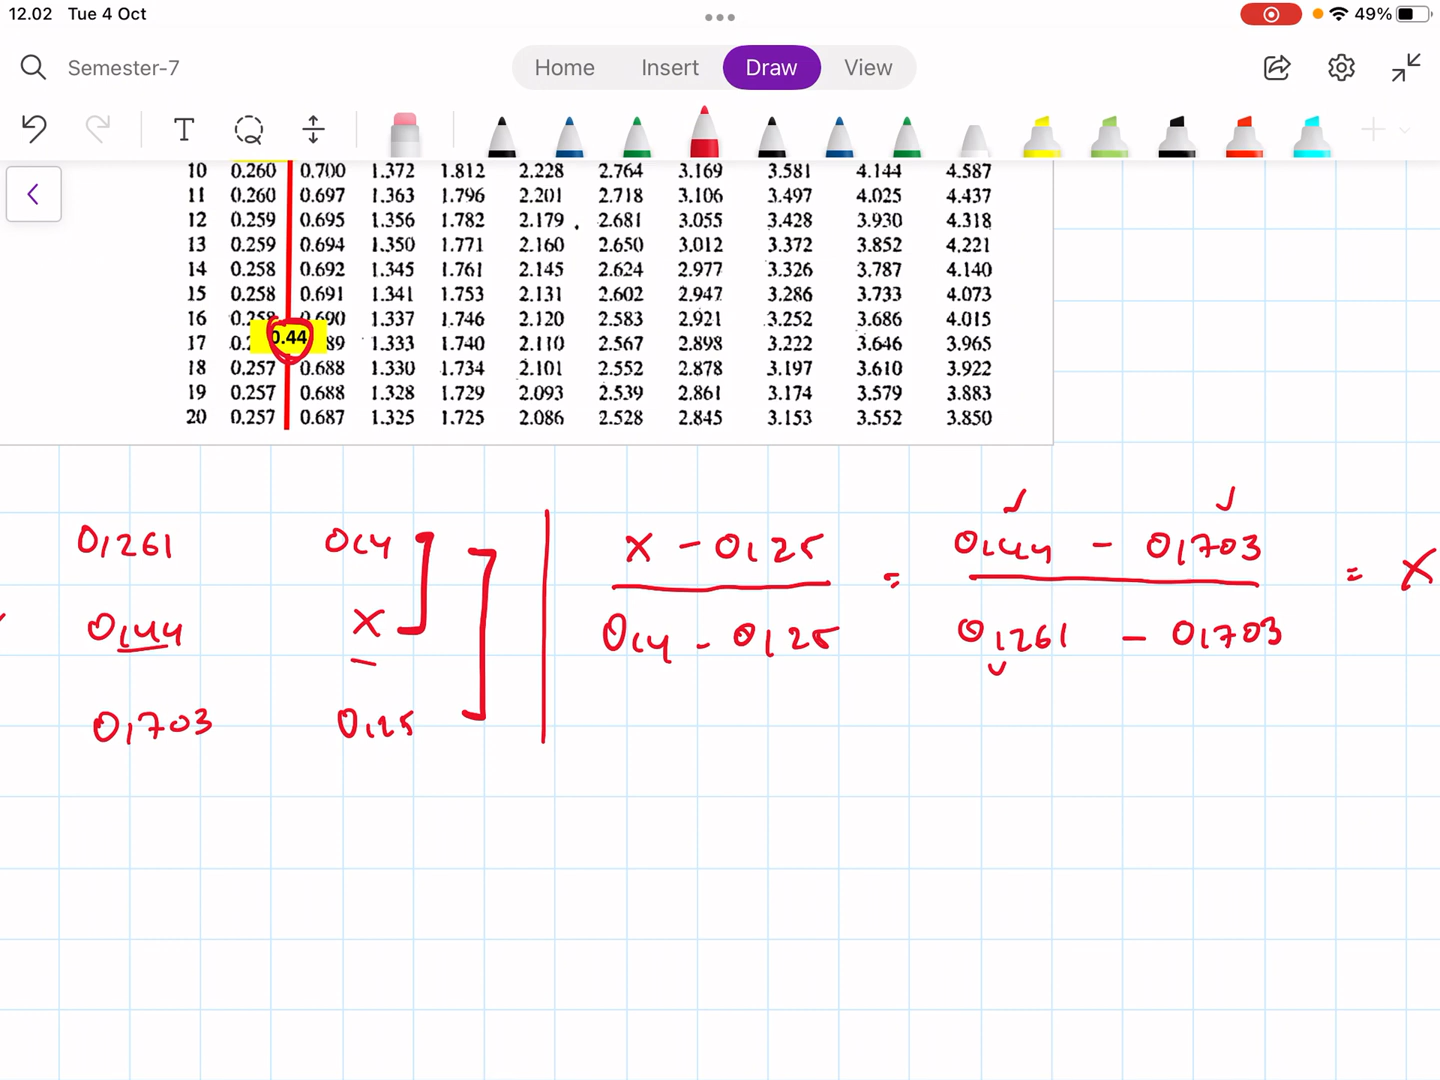 12.02 Tue 4 Oct 49%
Semester-7 Home Insert Draw View
10 0.260 0.700 1.372 1.812 2.228 2.764 3.169 3.581 4.144 4.587
11 0.260 0.697 1.363 1.796 2.201 2.718 3.106 3.497 4.025 4.437
12 0.259 0.695 1.356 1.782 2.179 2.681 3.055 3.428 3.930 4.318
13 0.259 0.694 1.350 1.771 2.160 2.650 3.012 3.372 3.852 4.221
14 0.258 0.692 1.345 1.761 2.145 2.624 2.977 3.326 3.787 4.140
15 0.258 0.691 1.341 1.753 2.131 2.602 2.947 3.286 3.733 4.073
16 0.258 0.690 1.337 1.746 2.120 2.583 2.921 3.252 3.686 4.015
0.44
17 1.333 1.740 2.110 2.567 2.898 3.222 3.646 3.965
18 0.257 0.688 1.330 1.734 2.101 2.552 2.878 3.197 3.610 3.922
19 0.257 0.688 1.328 1.729 2.093 2.539 2.861 3.174 3.579 3.883
20 0.257 0.687 1.325 1.725 2.086 2.528 2.845 3.153 3.552 3.850
0,261 0,4
0,44 x
0,703 0,25
x - 0,25 = 0,44 - 0,703 = x
0,4 - 0,25 0,261 - 0,703